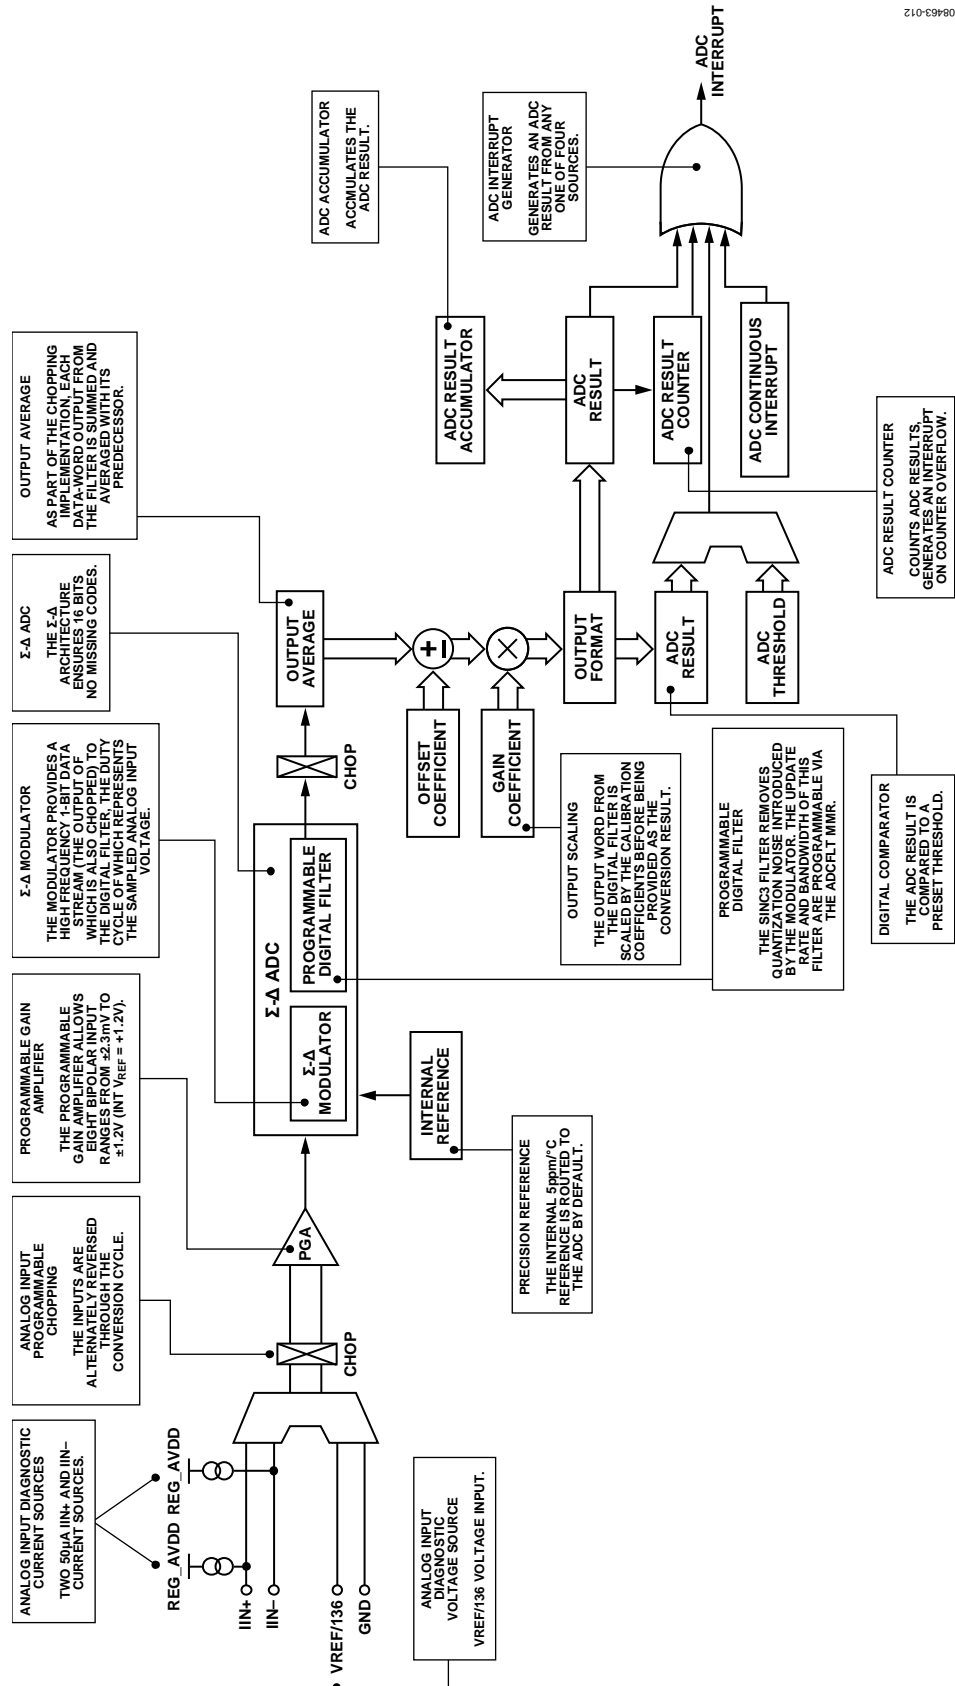 ANALOG INPUT DIAGNOSTIC
CURRENT SOURCES
TWO 50µA IIN+ AND IIN–
CURRENT SOURCES.
ANALOG INPUT
PROGRAMMABLE
CHOPPING
THE INPUTS ARE
ALTERNATELY REVERSED
THROUGH THE
CONVERSION CYCLE.
PROGRAMMABLE GAIN
AMPLIFIER
THE PROGRAMMABLE
GAIN AMPLIFIER ALLOWS
EIGHT BIPOLAR INPUT
RANGES FROM ±2.3mV TO
±1.2V (INT VREF = +1.2V).
Σ-Δ MODULATOR
THE MODULATOR PROVIDES A
HIGH FREQUENCY 1-BIT DATA
STREAM (THE OUTPUT OF
WHICH IS ALSO CHOPPED) TO
THE DIGITAL FILTER, THE DUTY
CYCLE OF WHICH REPRESENTS
THE SAMPLED ANALOG INPUT
VOLTAGE.
Σ-Δ ADC
THE Σ-Δ
ARCHITECTURE
ENSURES 16 BITS
NO MISSING CODES.
OUTPUT AVERAGE
AS PART OF THE CHOPPING
IMPLEMENTATION, EACH
DATA-WORD OUTPUT FROM
THE FILTER IS SUMMED AND
AVERAGED WITH ITS
PREDECESSOR.
REG_AVDD
REG_AVDD
IIN+
IIN–
VREF/136
GND
CHOP
PGA
Σ-Δ ADC
Σ-Δ
MODULATOR
PROGRAMMABLE
DIGITAL FILTER
CHOP
OUTPUT
AVERAGE
INTERNAL
REFERENCE
OFFSET
COEFFICIENT
GAIN
COEFFICIENT
OUTPUT
FORMAT
ADC
RESULT
ADC
THRESHOLD
ADC RESULT
ACCUMULATOR
ADC
RESULT
ADC RESULT
COUNTER
ADC CONTINUOUS
INTERRUPT
ADC
INTERRUPT
ADC ACCUMULATOR
ACCMULATES THE
ADC RESULT.
ADC INTERRUPT
GENERATOR
GENERATES AN ADC
RESULT FROM ANY
ONE OF FOUR
SOURCES.
ANALOG INPUT
DIAGNOSTIC
VOLTAGE SOURCE
VREF/136 VOLTAGE INPUT.
PRECISION REFERENCE
THE INTERNAL 5ppm/°C
REFERENCE IS ROUTED TO
THE ADC BY DEFAULT.
OUTPUT SCALING
THE OUTPUT WORD FROM
THE DIGITAL FILTER IS
SCALED BY THE CALIBRATION
COEFFICIENTS BEFORE BEING
PROVIDED AS THE
CONVERSION RESULT.
PROGRAMMABLE
DIGITAL FILTER
THE SINC3 FILTER REMOVES
QUANTIZATION NOISE INTRODUCED
BY THE MODULATOR. THE UPDATE
RATE AND BANDWIDTH OF THIS
FILTER ARE PROGRAMMABLE VIA
THE ADCFLT MMR.
DIGITAL COMPARATOR
THE ADC RESULT IS
COMPARED TO A
PRESET THRESHOLD.
ADC RESULT COUNTER
COUNTS ADC RESULTS,
GENERATES AN INTERRUPT
ON COUNTER OVERFLOW.
08463-012